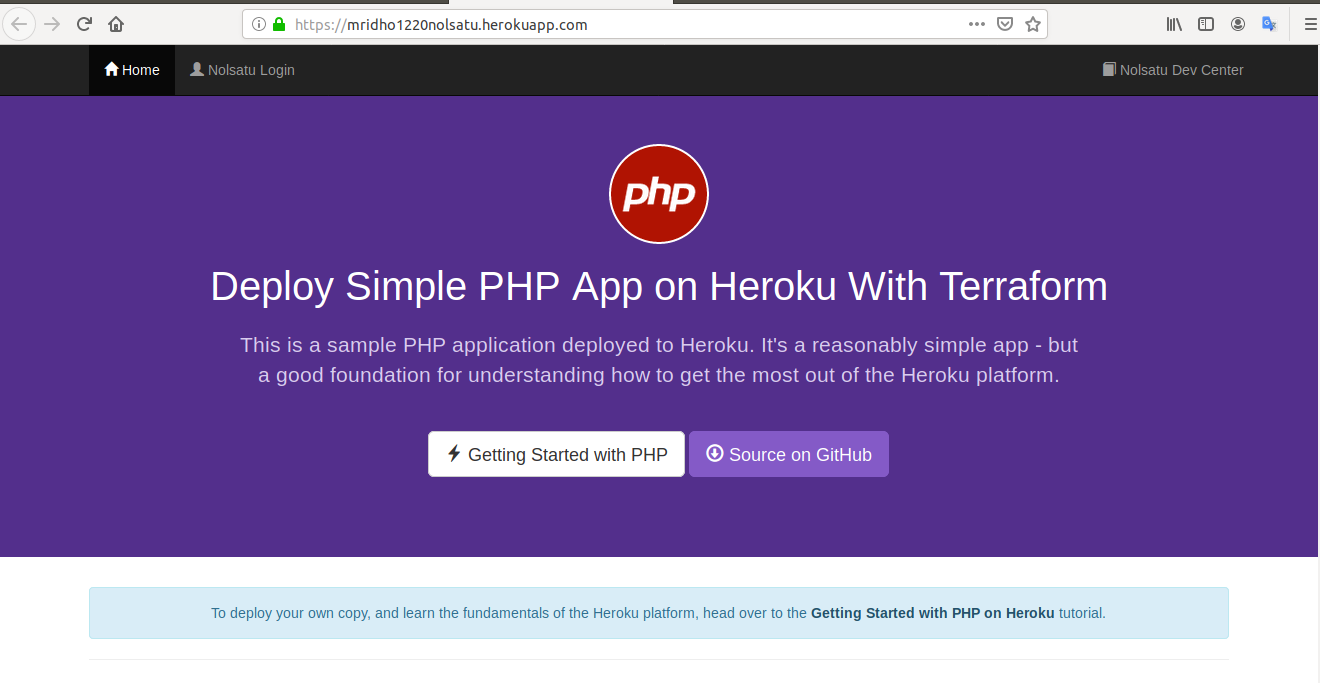 https://mridho1220nolsatu.herokuapp.com
Home Nolsatu Login Nolsatu Dev Center
php
Deploy Simple PHP App on Heroku With Terraform
This is a sample PHP application deployed to Heroku. It's a reasonably simple app - but
a good foundation for understanding how to get the most out of the Heroku platform.
Getting Started with PHP Source on GitHub
To deploy your own copy, and learn the fundamentals of the Heroku platform, head over to the Getting Started with PHP on Heroku tutorial.